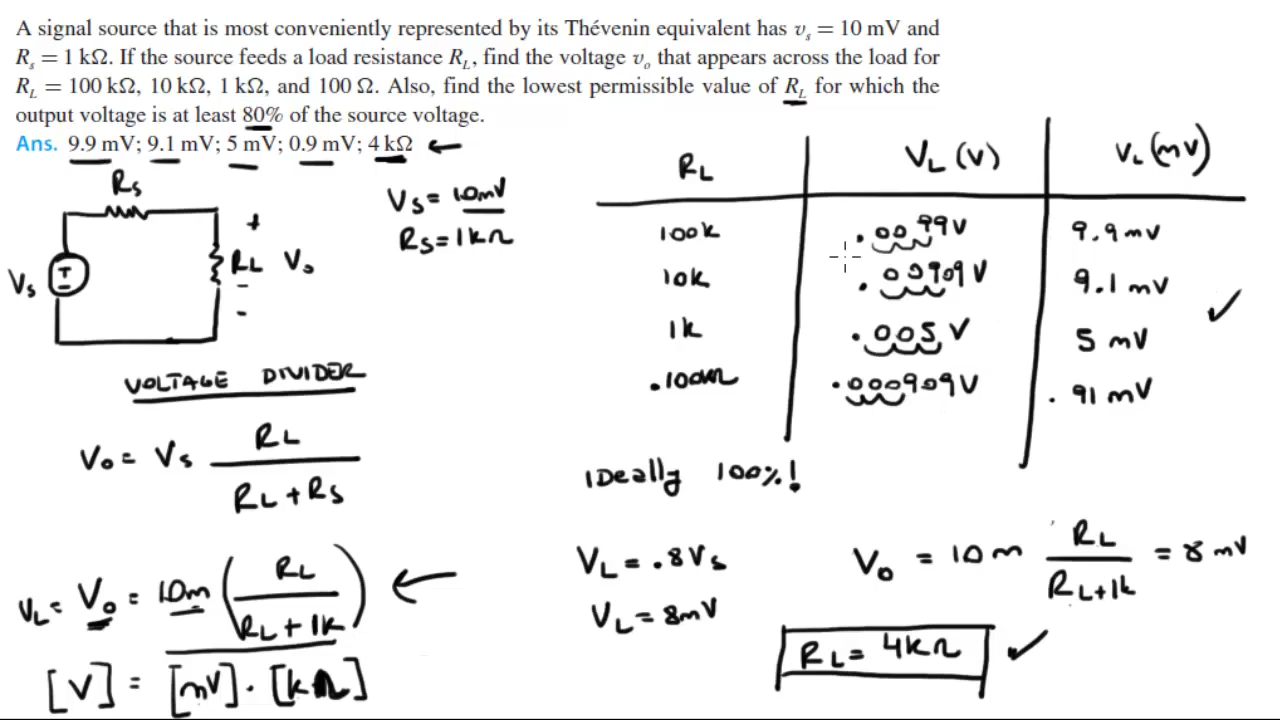 A signal source that is most conveniently represented by its Thévenin equivalent has vₛ = 10 mV and
Rₛ = 1 kΩ. If the source feeds a load resistance R_L, find the voltage vₒ that appears across the load for
R_L = 100 kΩ, 10 kΩ, 1 kΩ, and 100 Ω. Also, find the lowest permissible value of R_L for which the
output voltage is at least 80% of the source voltage.
Ans. 9.9 mV; 9.1 mV; 5 mV; 0.9 mV; 4 kΩ ←
Rs
Vs
+
RL Vo
-
Vs = 10mV
Rs = 1kΩ
VOLTAGE DIVIDER
Vo = Vs RL / (RL + Rs)
VL = Vo = 10m (RL / (RL + 1k)) ←
[V] = [mV] · [kΩ]
RL VL (V) VL (mV)
100k .0099V 9.9mV
10k .00909V 9.1mV
1k .005V 5 mV
.100k .000909V .91 mV
IDeally 100%!
VL = .8Vs
VL = 8mV
Vo = 10m RL / (RL+1k) = 8 mV
RL = 4kΩ ✓